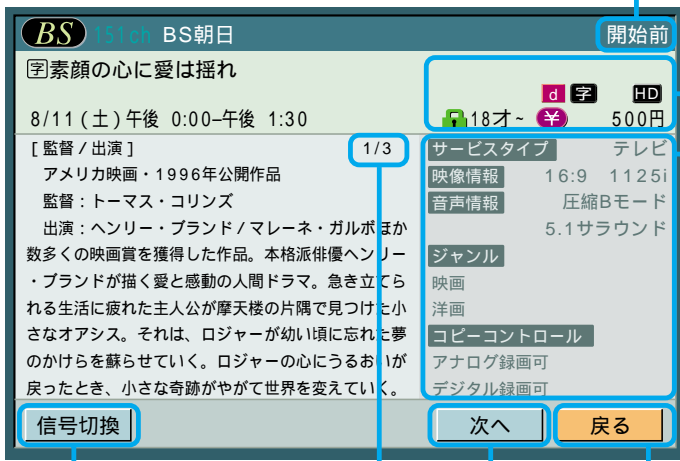 BS 151ch BS朝日 開始前
字素顔の心に愛は揺れ
d 字 HD
8/11(土)午後 0:00–午後 1:30 18才~ ¥ 500円
[監督/出演] 1/3
アメリカ映画・1996年公開作品
監督:トーマス・コリンズ
出演:ヘンリー・ブランド/マレーネ・ガルボほか
数多くの映画賞を獲得した作品。本格派俳優ヘンリー
・ブランドが描く愛と感動の人間ドラマ。急き立てら
れる生活に疲れた主人公が摩天楼の片隅で見つけた小
さなオアシス。それは、ロジャーが幼い頃に忘れた夢
のかけらを蘇らせていく。ロジャーの心にうるおいが
戻ったとき、小さな奇跡がやがて世界を変えていく。
サービスタイプ テレビ
映像情報 16:9 1125i
音声情報 圧縮Bモード
5.1サラウンド
ジャンル
映画
洋画
コピーコントロール
アナログ録画可
デジタル録画可
信号切換 次へ 戻る